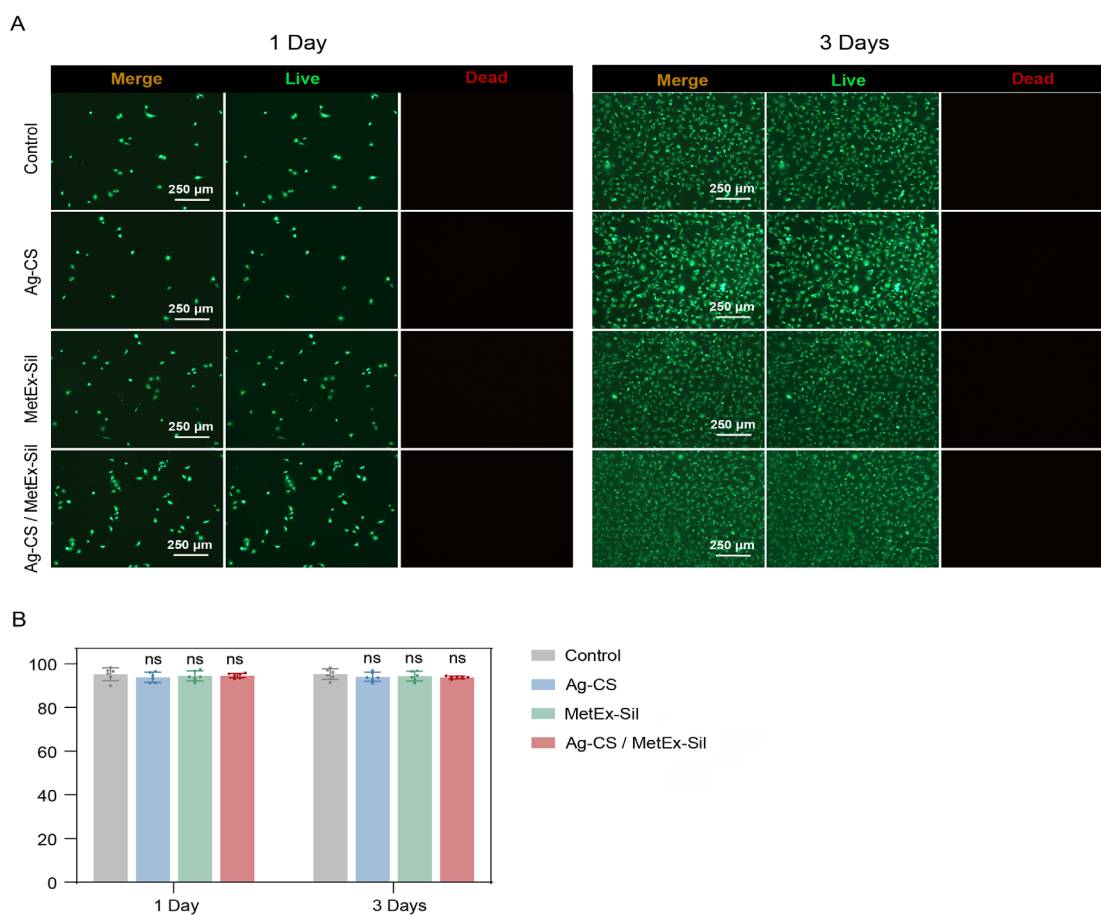 A
1 Day
3 Days
Merge Live Dead
Merge Live Dead
Control
250 µm
250 µm
Ag-CS
250 µm
250 µm
MetEx-Sil
250 µm
250 µm
Ag-CS / MetEx-Sil
250 µm
250 µm
B
100
80
60
40
20
0
ns ns ns
ns ns ns
1 Day
3 Days
Control
Ag-CS
MetEx-Sil
Ag-CS / MetEx-Sil